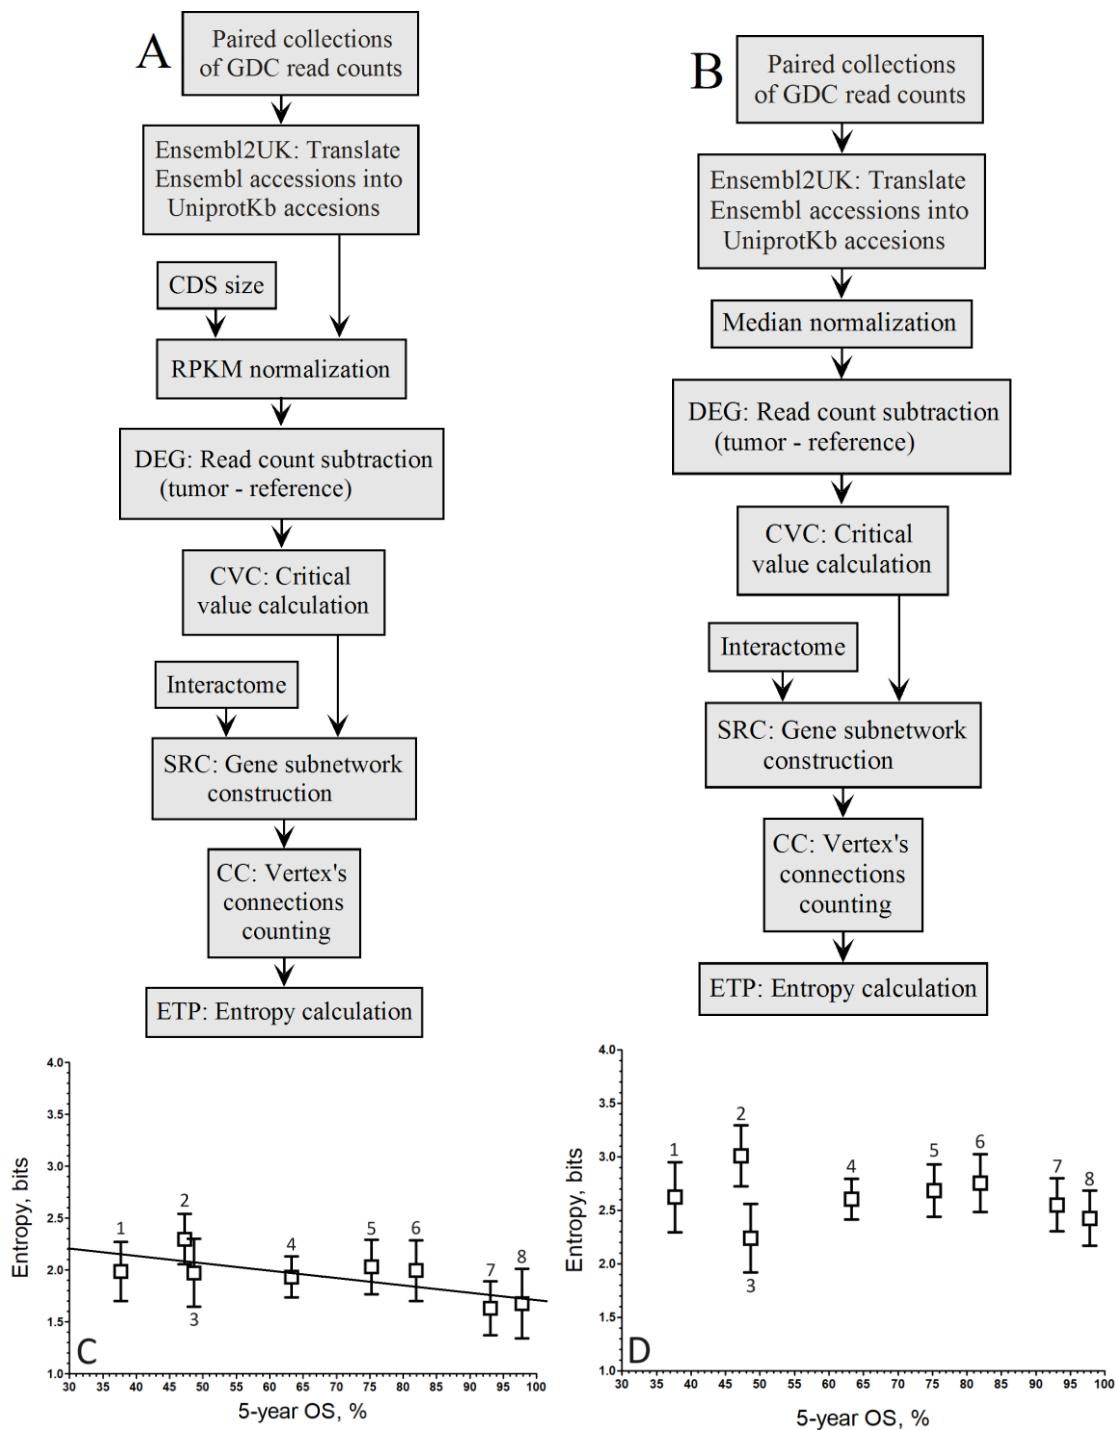 A
Paired collections
of GDC read counts
Ensembl2UK: Translate
Ensembl accessions into
UniprotKb accesions
CDS size
RPKM normalization
DEG: Read count subtraction
(tumor - reference)
CVC: Critical
value calculation
Interactome
SRC: Gene subnetwork
construction
CC: Vertex's
connections
counting
ETP: Entropy calculation
B
Paired collections
of GDC read counts
Ensembl2UK: Translate
Ensembl accessions into
UniprotKb accesions
Median normalization
DEG: Read count subtraction
(tumor - reference)
CVC: Critical
value calculation
Interactome
SRC: Gene subnetwork
construction
CC: Vertex's
connections
counting
ETP: Entropy calculation
Entropy, bits
4.0
3.5
3.0
2.5
2.0
1.5
1.0
1
2
3
4
5
6
7
8
C
30 35 40 45 50 55 60 65 70 75 80 85 90 95 100
5-year OS, %
Entropy, bits
4.0
3.5
3.0
2.5
2.0
1.5
1.0
1
2
3
4
5
6
7
8
D
30 35 40 45 50 55 60 65 70 75 80 85 90 95 100
5-year OS, %